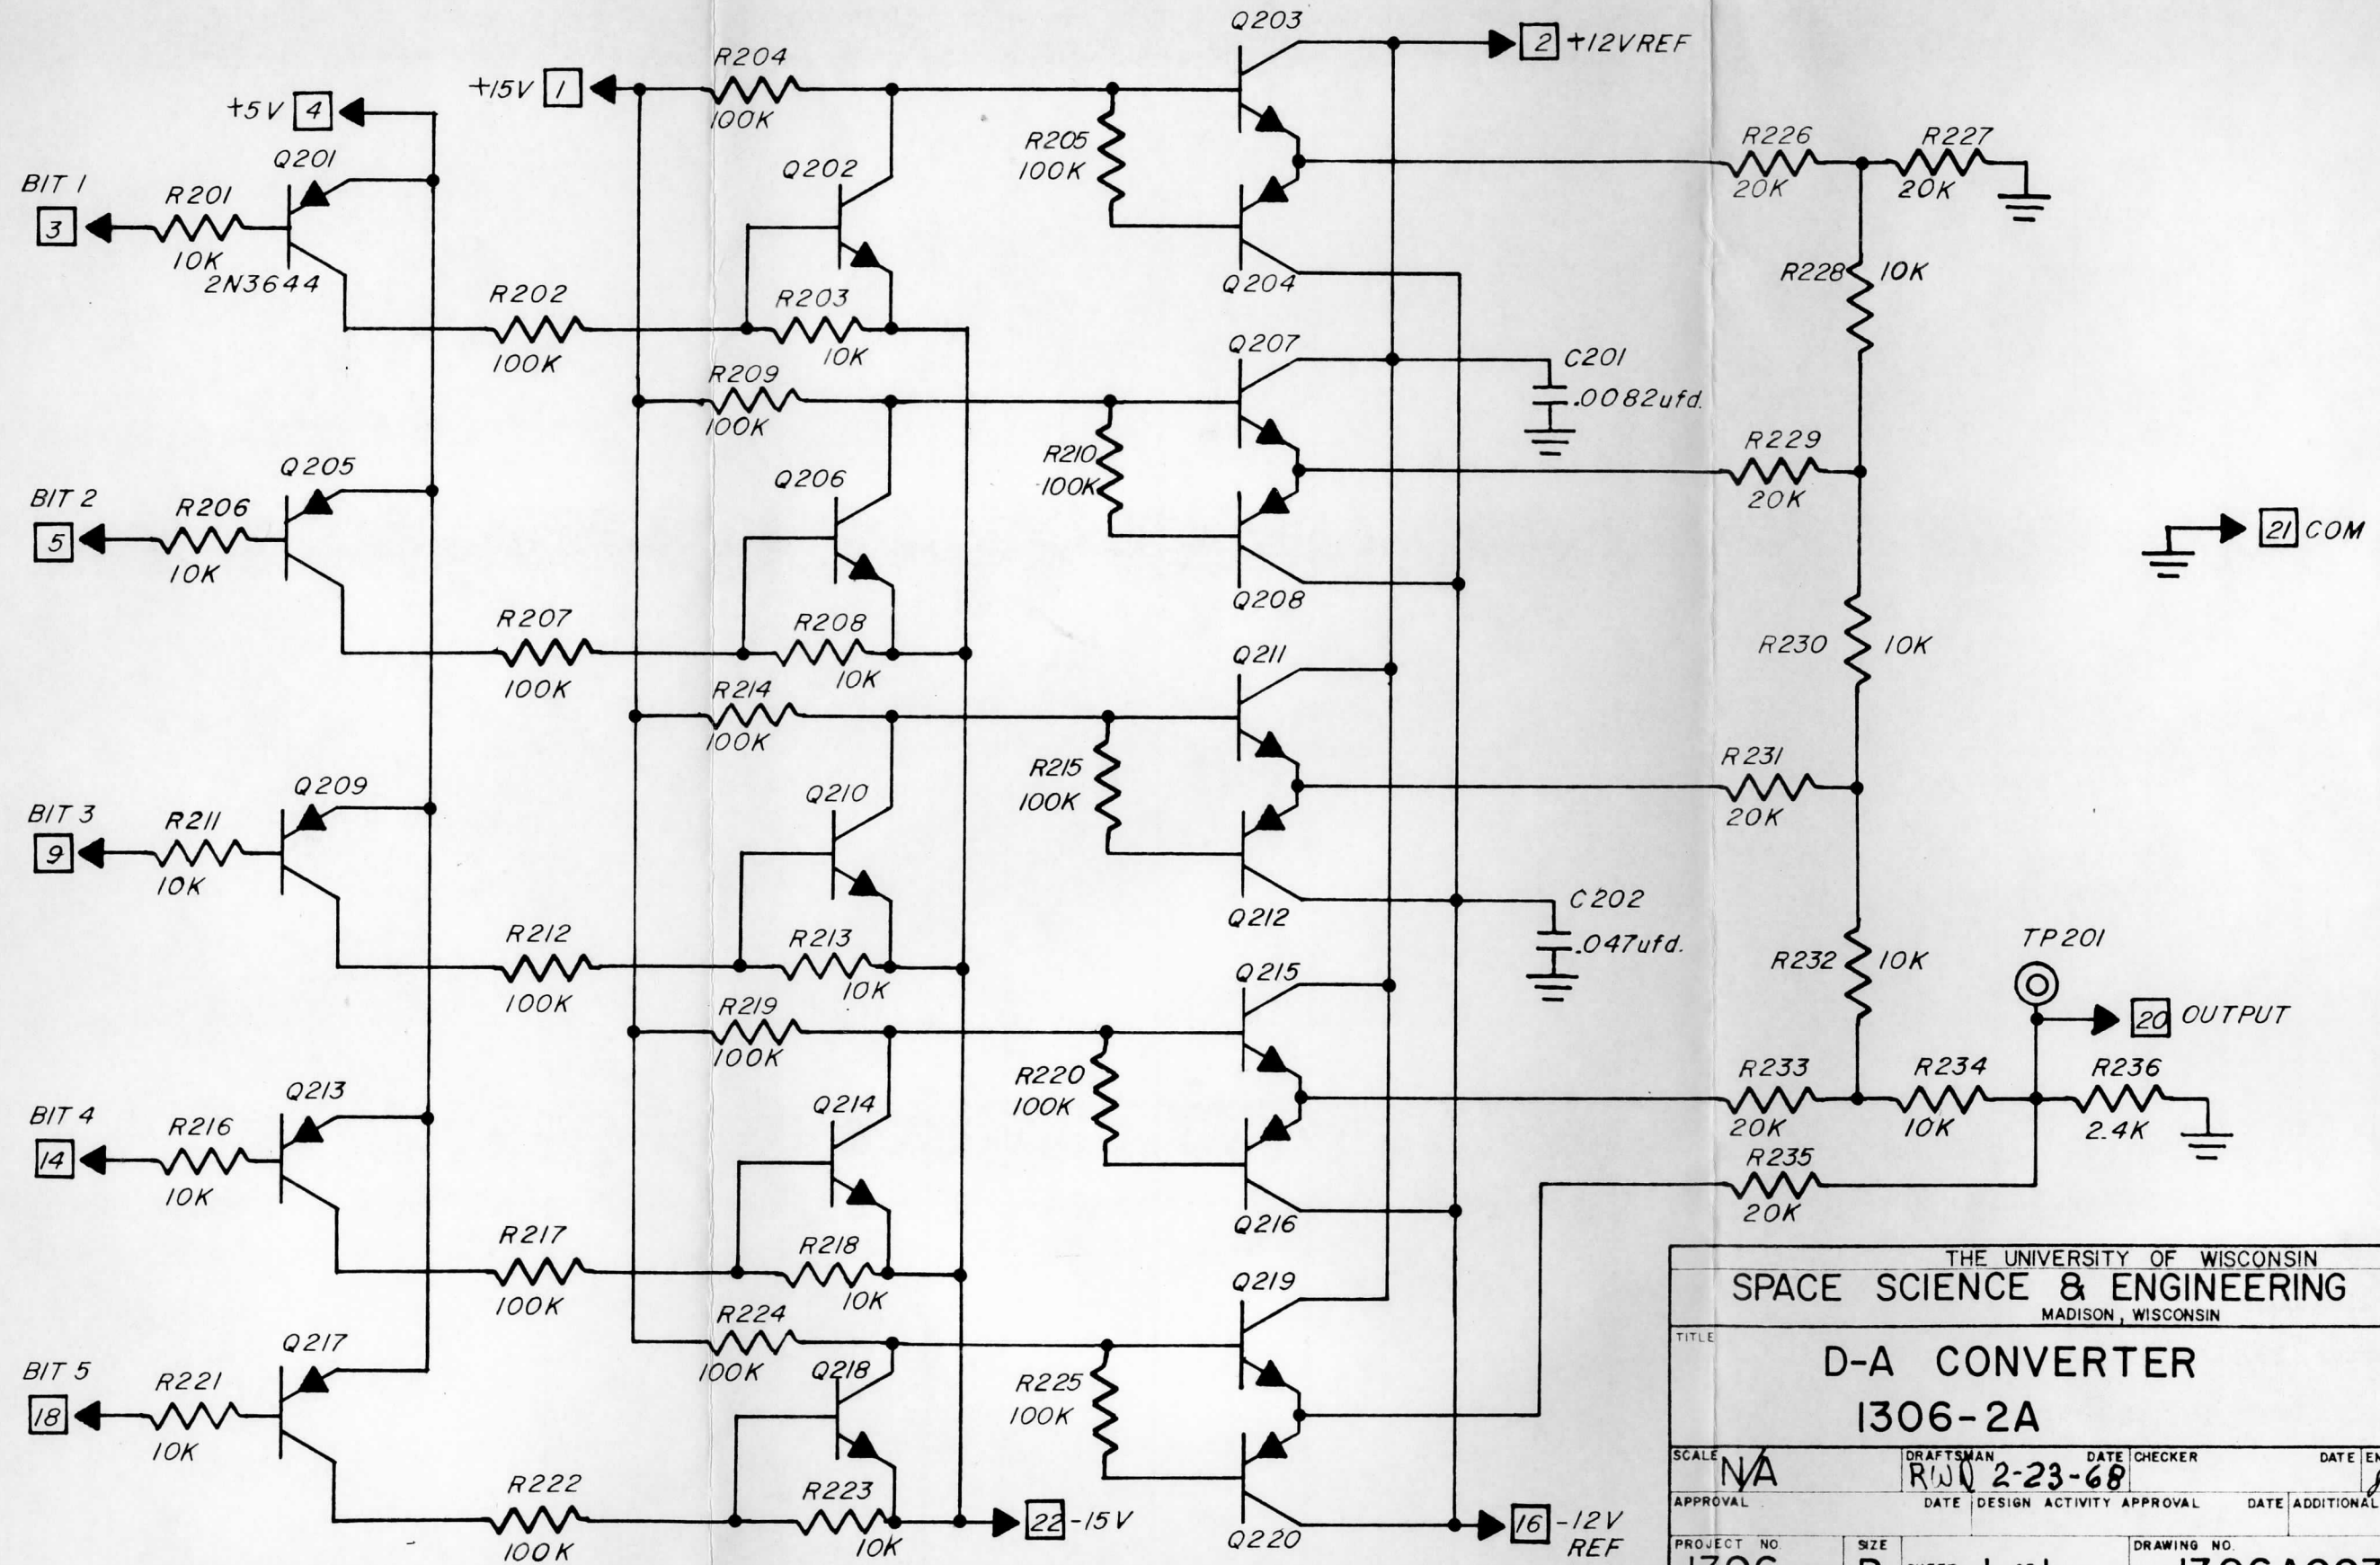 Q203
2 +12V REF
R204
100K
+15V 1
+5V 4
Q201
BIT 1
3
R201
10K
2N3644
Q202
R205
100K
R226
20K
R227
20K
Q204
R228 10K
R202
100K
R203
10K
Q207
C201
.0082ufd.
R209
100K
Q205
BIT 2
5
R206
10K
Q206
R210
100K
R229
20K
21 COM
Q208
R207
100K
R208
10K
Q211
R230 10K
R214
100K
Q209
BIT 3
9
R211
10K
Q210
R215
100K
R231
20K
Q212
C202
.047ufd.
R212
100K
R213
10K
Q215
R232 10K
TP201
20 OUTPUT
R219
100K
Q213
BIT 4
14
R216
10K
Q214
R220
100K
R233
20K
R234
10K
R236
2.4K
R235
20K
Q216
R217
100K
R218
10K
Q219
R224
100K
Q217
BIT 5
18
R221
10K
Q218
R225
100K
R222
100K
R223
10K
22 -15V
Q220
16 -12V
REF
THE UNIVERSITY OF WISCONSIN
SPACE SCIENCE & ENGINEERING
MADISON, WISCONSIN
TITLE
D-A CONVERTER
1306-2A
SCALE N/A
DRAFTSMAN DATE 2-23-68
CHECKER DATE
APPROVAL DATE
DESIGN ACTIVITY APPROVAL DATE
ADDITIONAL
PROJECT NO.
1306
SIZE
DRAWING NO.